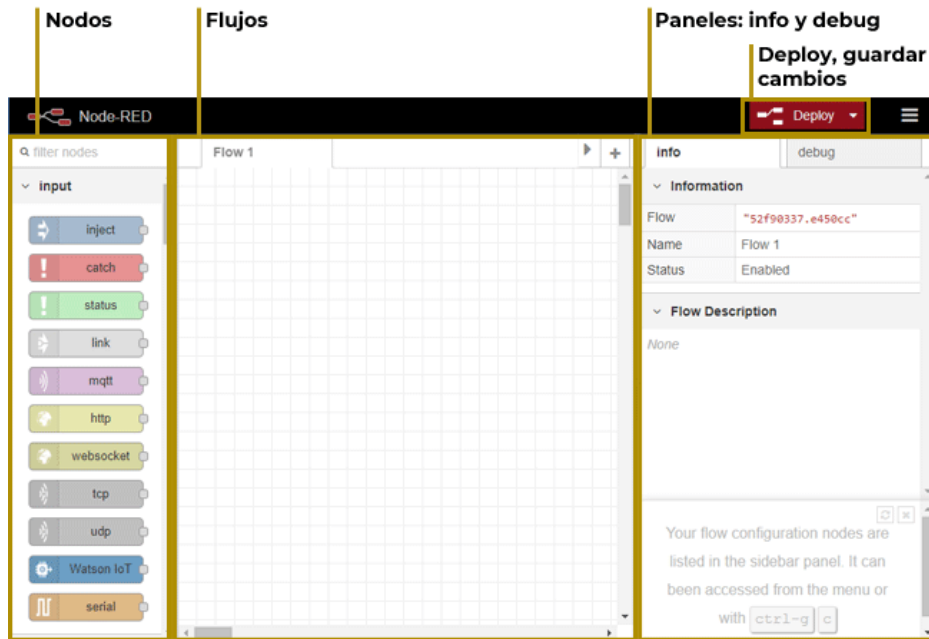 Nodos
Flujos
Paneles: info y debug
Deploy, guardar
cambios
Node-RED
Deploy
filter nodes
Flow 1
info
debug
input
inject
catch
status
link
mqtt
http
websocket
tcp
udp
Watson IoT
serial
Information
Flow "52f90337.e450cc"
Name Flow 1
Status Enabled
Flow Description
None
Your flow configuration nodes are
listed in the sidebar panel. It can
been accessed from the menu or
with ctrl-g c